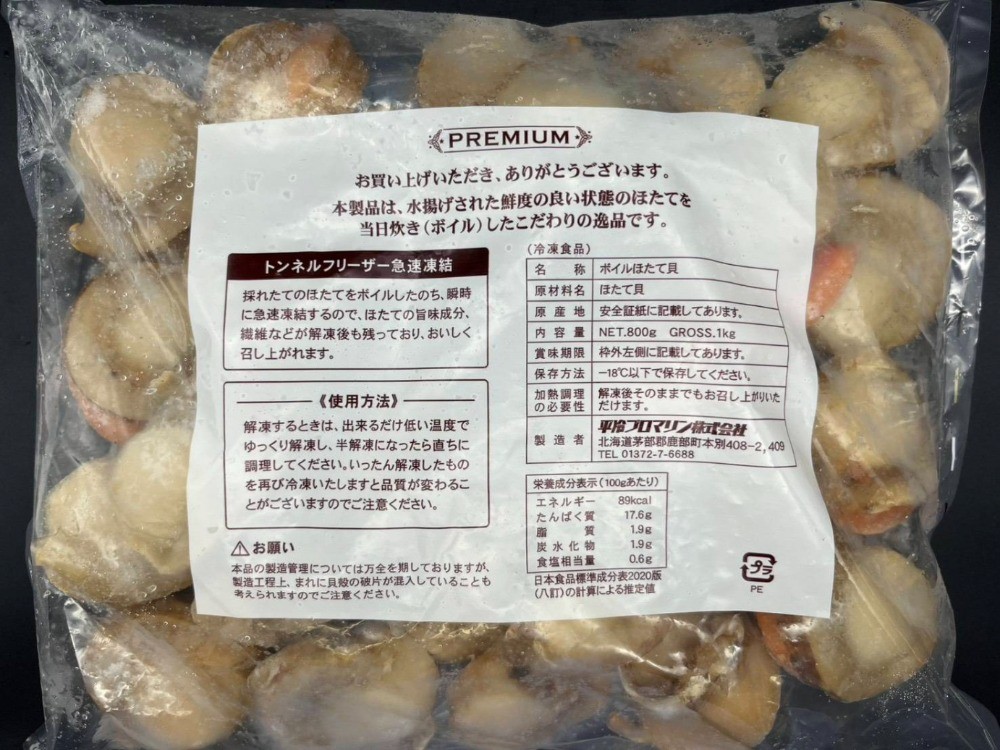 PREMIUM
お買い上げいただき、ありがとうございます。
本製品は、水揚げされた鮮度の良い状態のほたてを
当日炊き(ボイル)したこだわりの逸品です。
トンネルフリーザー急速凍結
採れたてのほたてをボイルしたのち、瞬時
に急速凍結するので、ほたての旨味成分、
繊維などが解凍後も残っており、おいしく
召し上がれます。
《使用方法》
解凍するときは、出来るだけ低い温度で
ゆっくり解凍し、半解凍になったら直ちに
調理してください。いったん解凍したもの
を再び冷凍いたしますと品質が変わるこ
とがございますのでご注意ください。
お願い
本品の製造管理については万全を期しておりますが、
製造工程上、まれに貝殻の破片が混入していることも
考えられますのでご注意ください。
(冷凍食品)
名称 ボイルほたて貝
原材料名 ほたて貝
原産地 安全証紙に記載してあります。
内容量 NET.800g GROSS.1kg
賞味期限 枠外左側に記載してあります。
保存方法 -18℃以下で保存してください。
加熱調理 解凍後そのままでもお召し上がりいた
の必要性 だけます。
製造者 平冷プロマリン株式会社
北海道茅部郡鹿部町本別408-2,409
TEL 01372-7-6688
栄養成分表示(100gあたり)
エネルギー 89kcal
たんぱく質 17.6g
脂質 1.9g
炭水化物 1.9g
食塩相当量 0.6g
日本食品標準成分表2020版
(八訂)の計算による推定値
プラ
PE